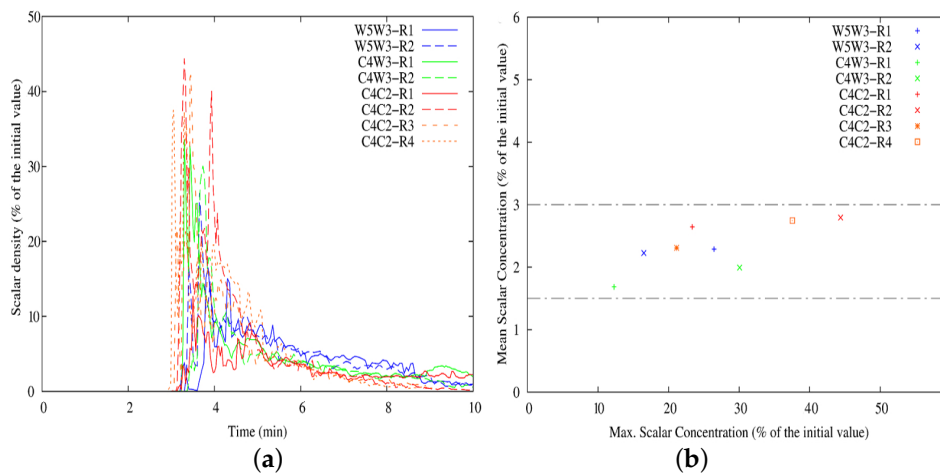 50
40
30
20
10
0
Scalar density (% of the initial value)
0 2 4 6 8 10
Time (min)
W5W3-R1
W5W3-R2
C4W3-R1
C4W3-R2
C4C2-R1
C4C2-R2
C4C2-R3
C4C2-R4
(a)
6
5
4
3
2
1
0
Mean Scalar Concentration (% of the initial value)
0 10 20 30 40 50
Max. Scalar Concentration (% of the initial value)
W5W3-R1
W5W3-R2
C4W3-R1
C4W3-R2
C4C2-R1
C4C2-R2
C4C2-R3
C4C2-R4
(b)